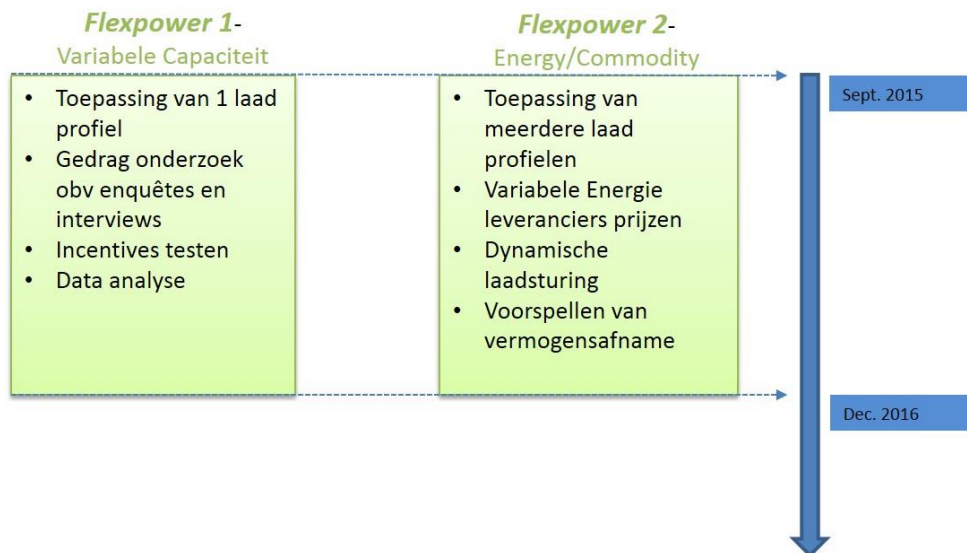 Flexpower 1-
Variabele Capaciteit
• Toepassing van 1 laad
profiel
• Gedrag onderzoek
obv enquêtes en
interviews
• Incentives testen
• Data analyse
Flexpower 2-
Energy/Commodity
• Toepassing van
meerdere laad
profielen
• Variabele Energie
leveranciers prijzen
• Dynamische
laadsturing
• Voorspellen van
vermogensafname
Sept. 2015
Dec. 2016